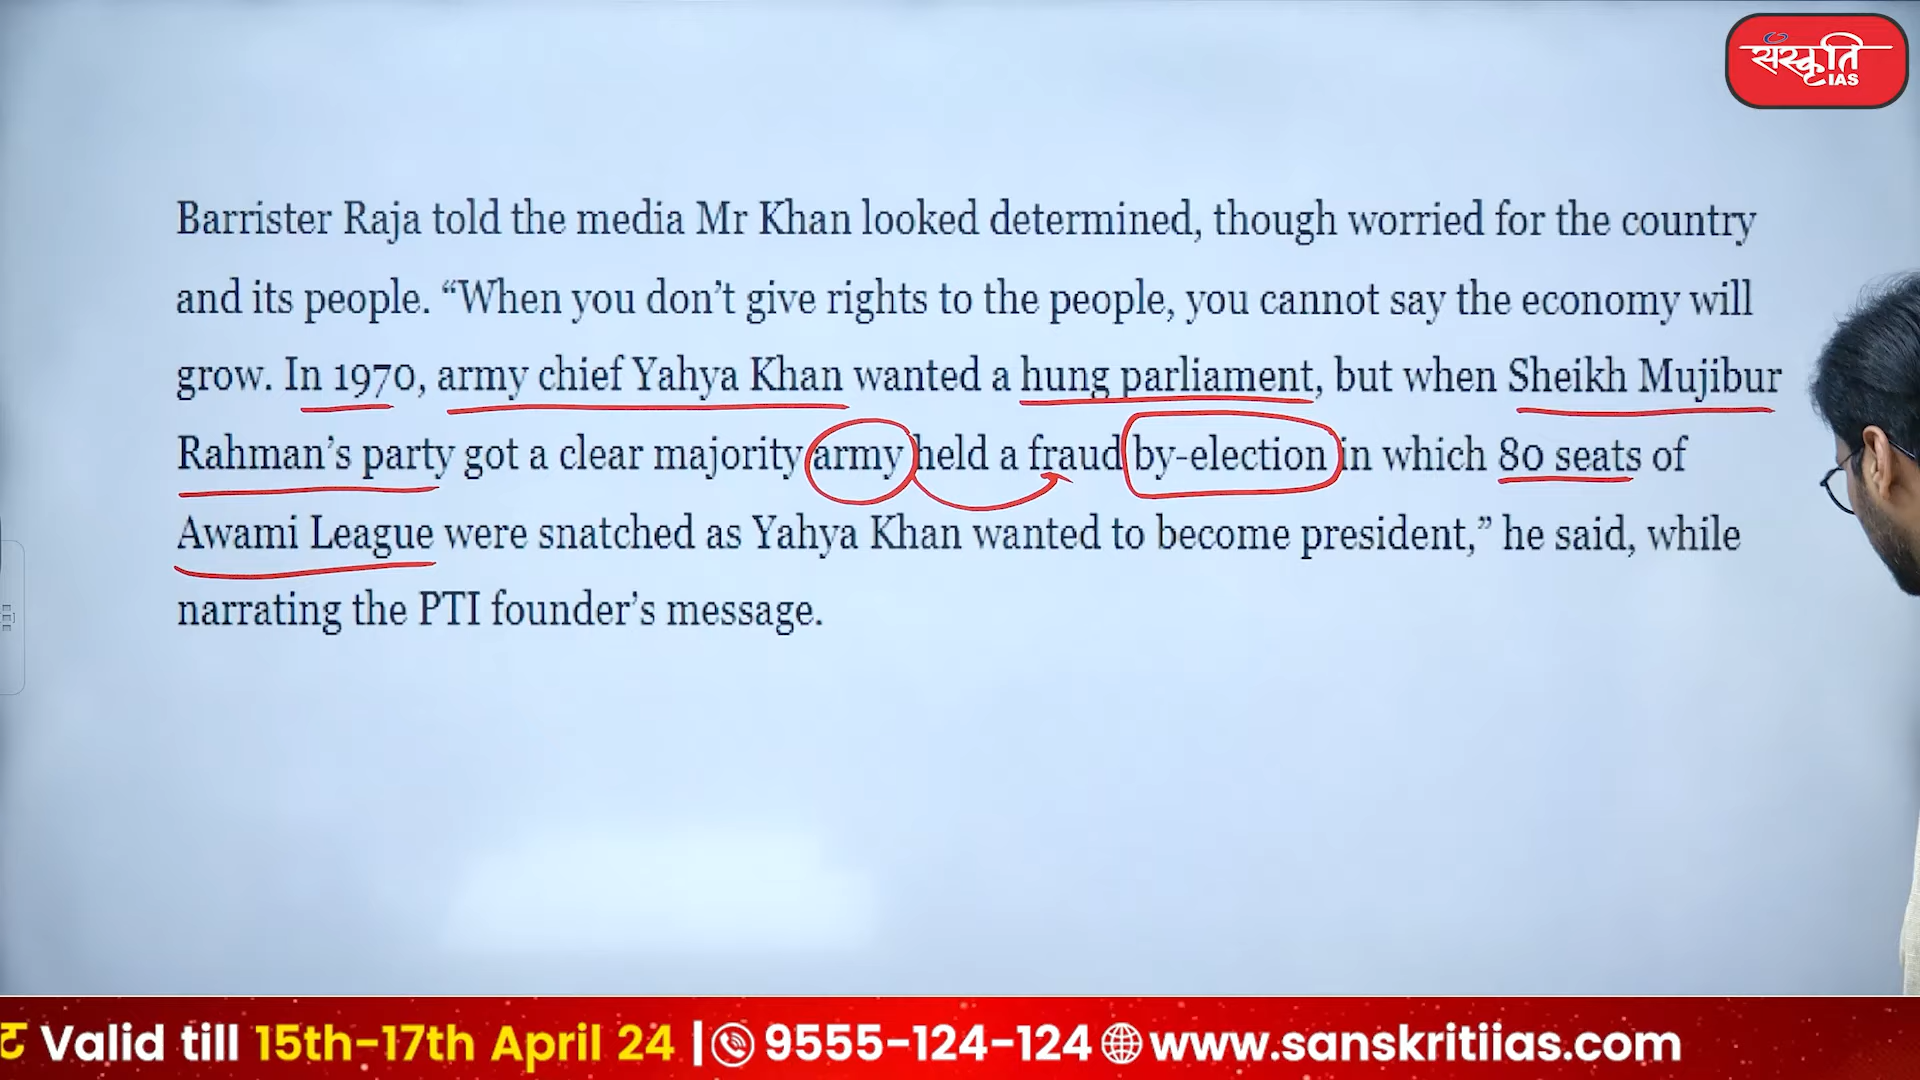 संस्कृति
IAS
Barrister Raja told the media Mr Khan looked determined, though worried for the country
and its people. “When you don’t give rights to the people, you cannot say the economy will
grow. In 1970, army chief Yahya Khan wanted a hung parliament, but when Sheikh Mujibur
Rahman’s party got a clear majority army held a fraud by-election in which 80 seats of
Awami League were snatched as Yahya Khan wanted to become president,” he said, while
narrating the PTI founder’s message.
Valid till 15th-17th April 24 | 9555-124-124 www.sanskritiias.com